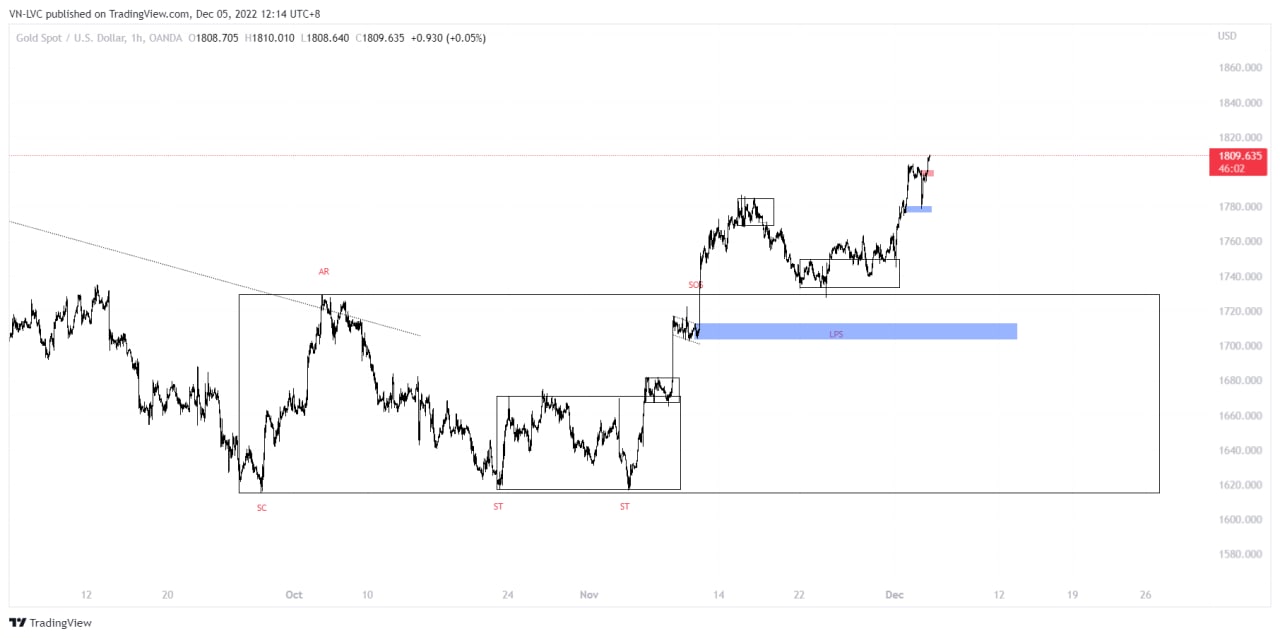 VN-LVC published on TradingView.com, Dec 05, 2022 12:14 UTC+8
Gold Spot / U.S. Dollar, 1h, OANDA O1808.705 H1810.010 L1808.640 C1809.635 +0.930 (+0.05%)
USD
1860.000
1840.000
1820.000
1809.635
46:02
1780.000
1760.000
1740.000
1720.000
1700.000
1680.000
1660.000
1640.000
1620.000
1600.000
1580.000
AR
SOS
LPS
SC
ST
ST
12 20 Oct 10 24 Nov 14 22 Dec 12 19 26
TradingView